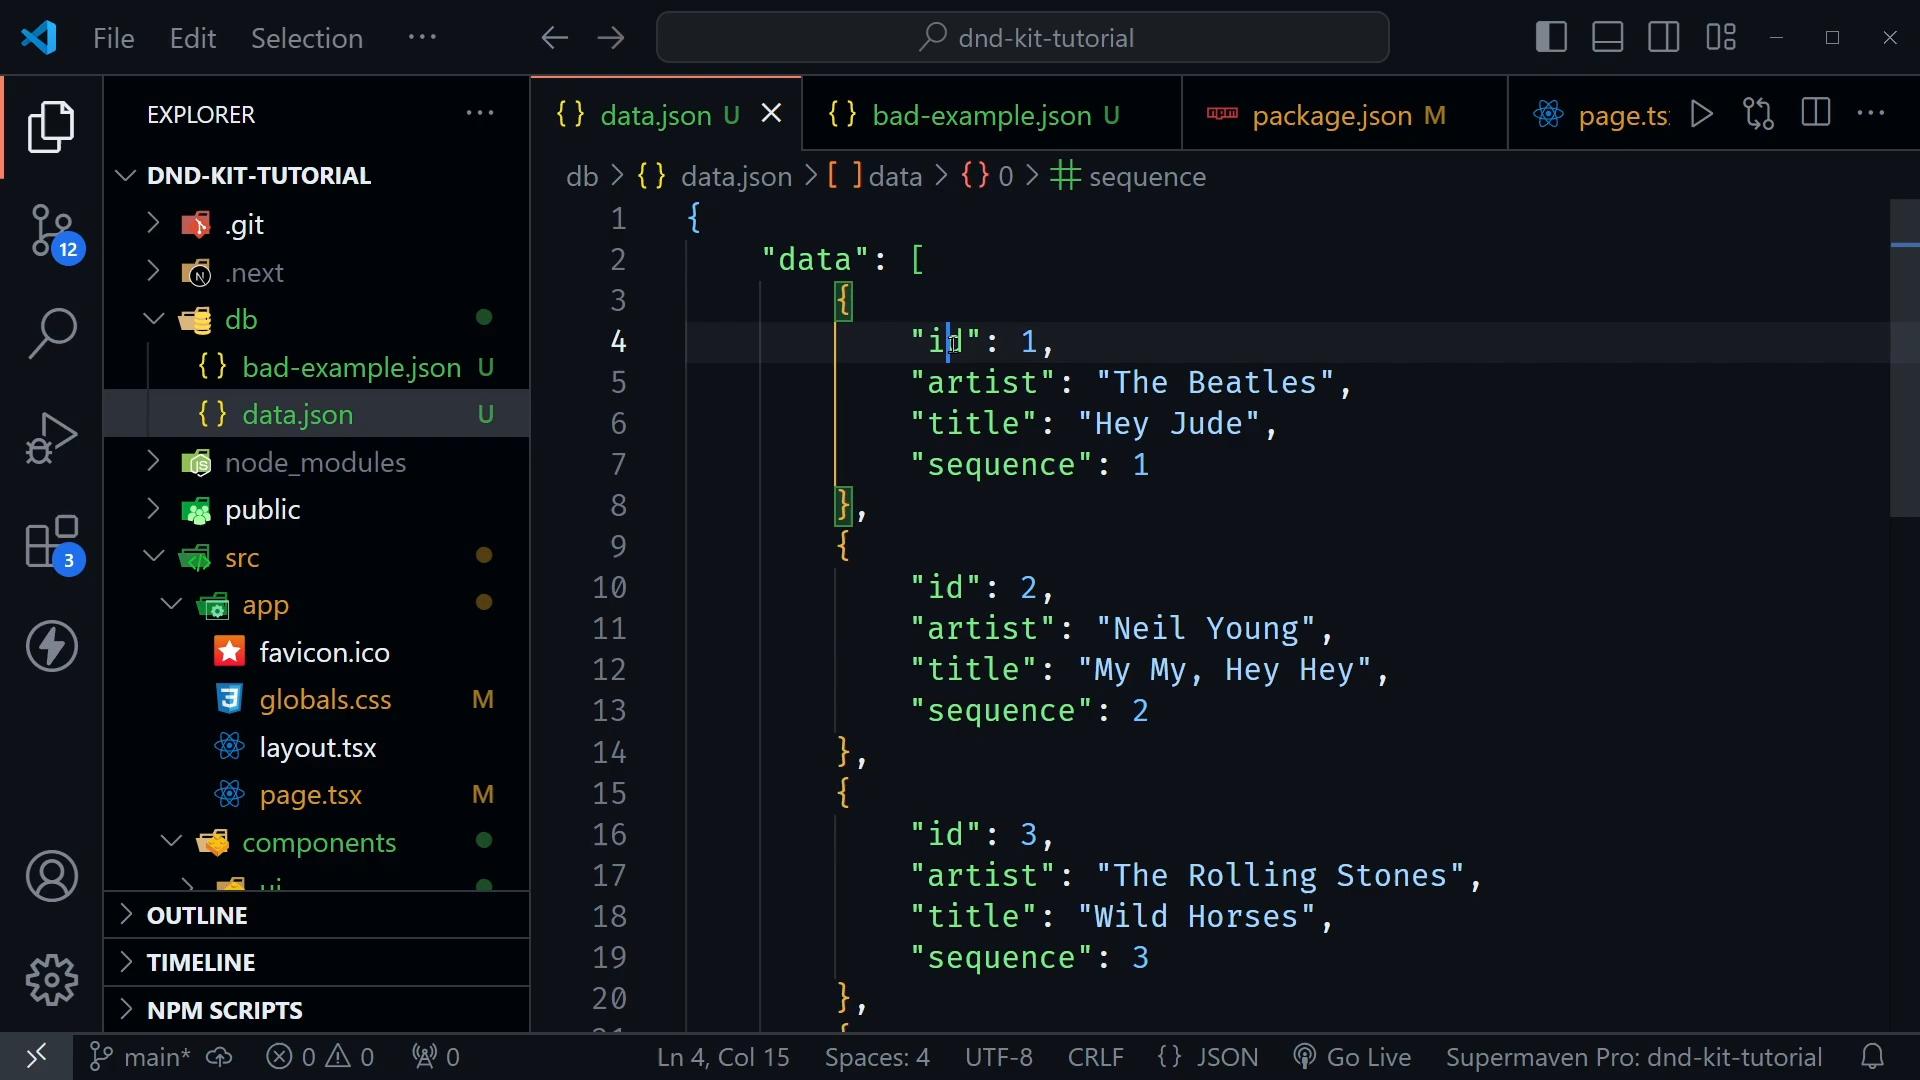 File Edit Selection ··· dnd-kit-tutorial
EXPLORER ···
DND-KIT-TUTORIAL
.git
12
.next
db
bad-example.json U
data.json U
node_modules
public
3
src
app
favicon.ico
globals.css M
layout.tsx
page.tsx M
components
ui
OUTLINE
TIMELINE
NPM SCRIPTS
{} data.json U
{} bad-example.json U
package.json M
page.ts
db > {} data.json > [ ] data > {} 0 > sequence
1 {
2 "data": [
3 {
4 "id": 1,
5 "artist": "The Beatles",
6 "title": "Hey Jude",
7 "sequence": 1
8 },
9 {
10 "id": 2,
11 "artist": "Neil Young",
12 "title": "My My, Hey Hey",
13 "sequence": 2
14 },
15 {
16 "id": 3,
17 "artist": "The Rolling Stones",
18 "title": "Wild Horses",
19 "sequence": 3
20 },
main* 0 0 0 Ln 4, Col 15 Spaces: 4 UTF-8 CRLF {} JSON Go Live Supermaven Pro: dnd-kit-tutorial